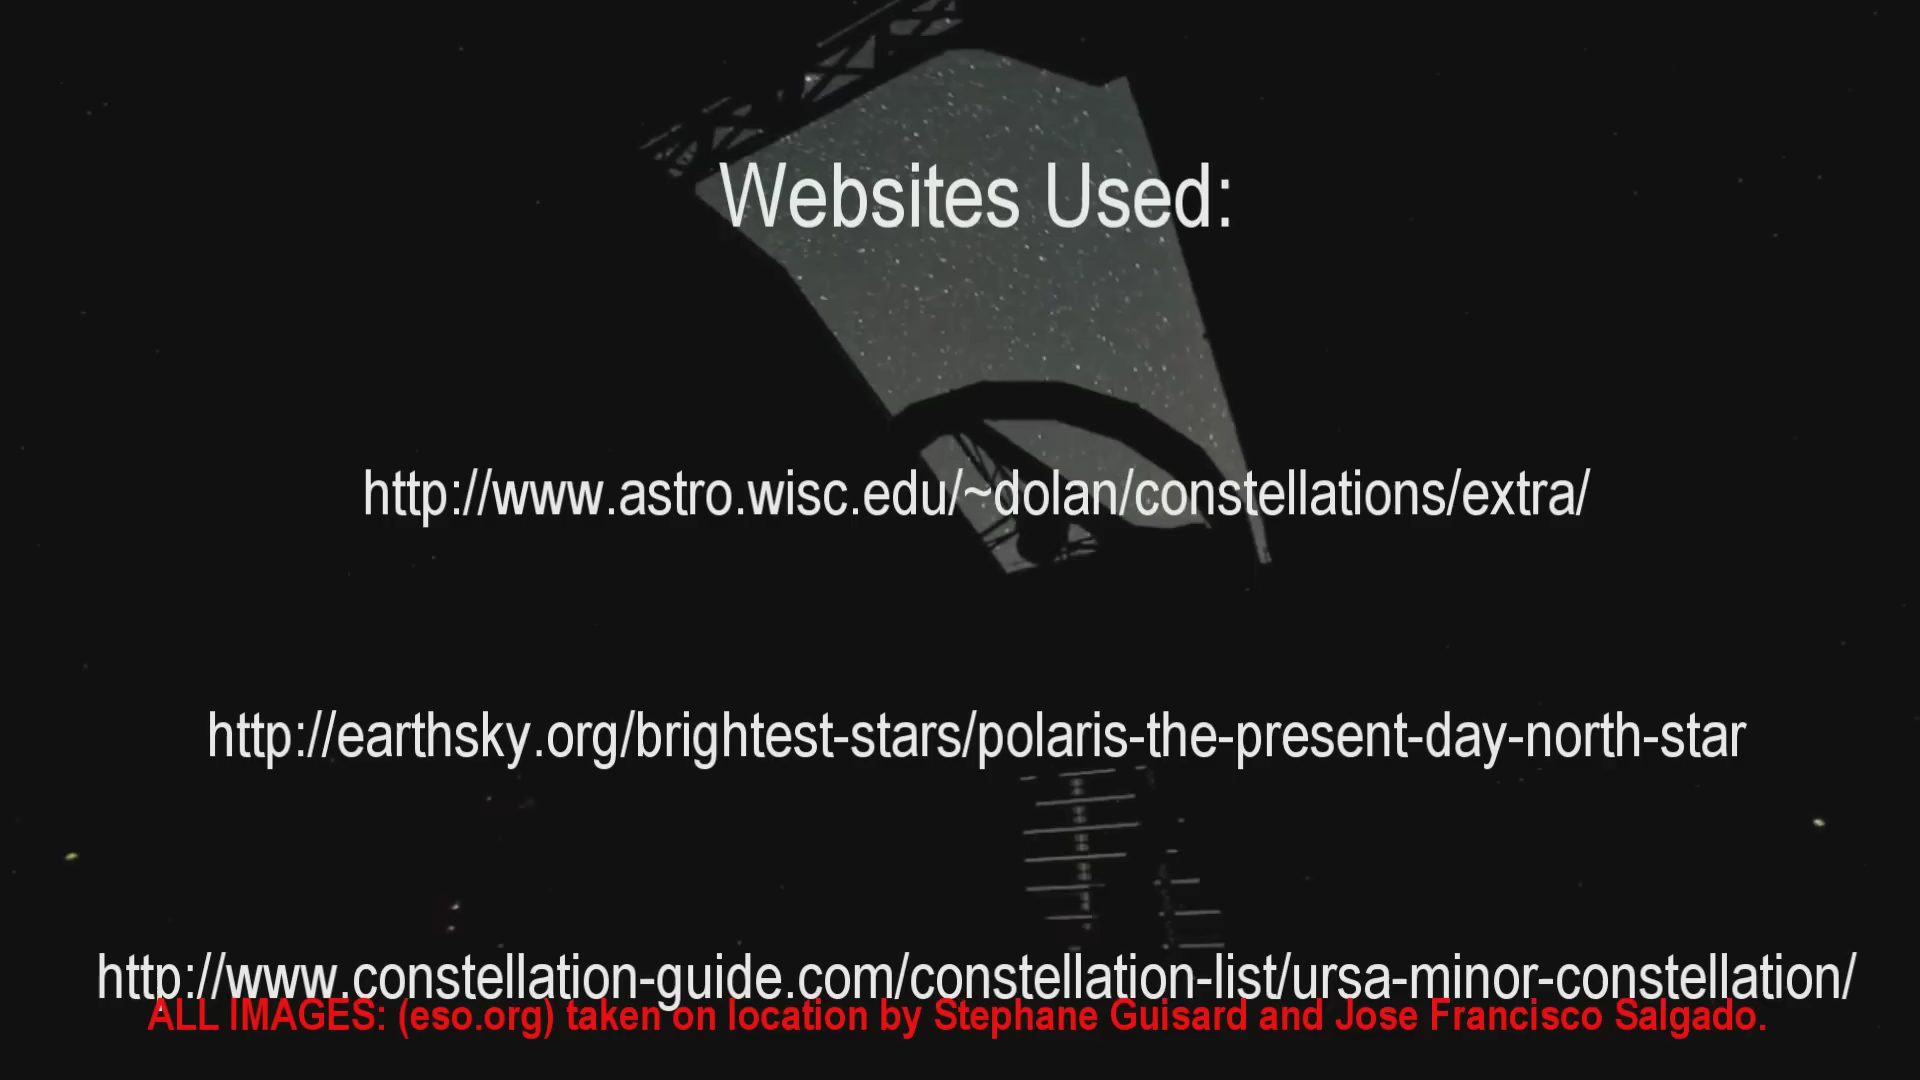 Websites Used:
http://www.astro.wisc.edu/~dolan/constellations/extra/
http://earthsky.org/brightest-stars/polaris-the-present-day-north-star
http://www.constellation-guide.com/constellation-list/ursa-minor-constellation/
ALL IMAGES: (eso.org) taken on location by Stephane Guisard and Jose Francisco Salgado.